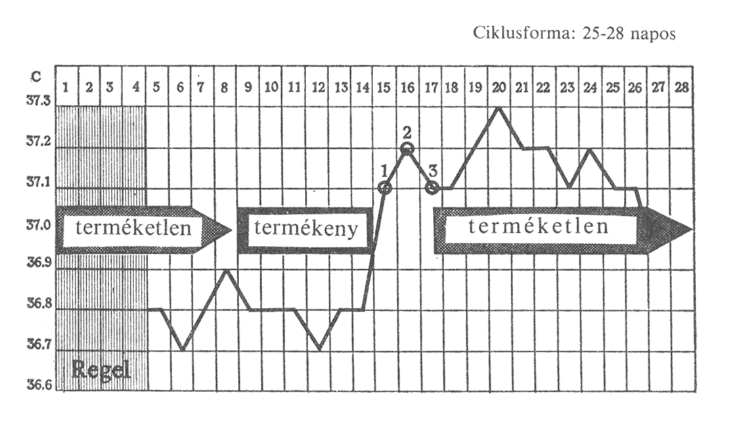 Ciklusforma: 25-28 napos
C 1 2 3 4 5 6 7 8 9 10 11 12 13 14 15 16 17 18 19 20 21 22 23 24 25 26 27 28
37.3
2
37.2
1 3
37.1
37.0 terméketlen termékeny terméketlen
36.9
36.8
36.7
Regel
36.6